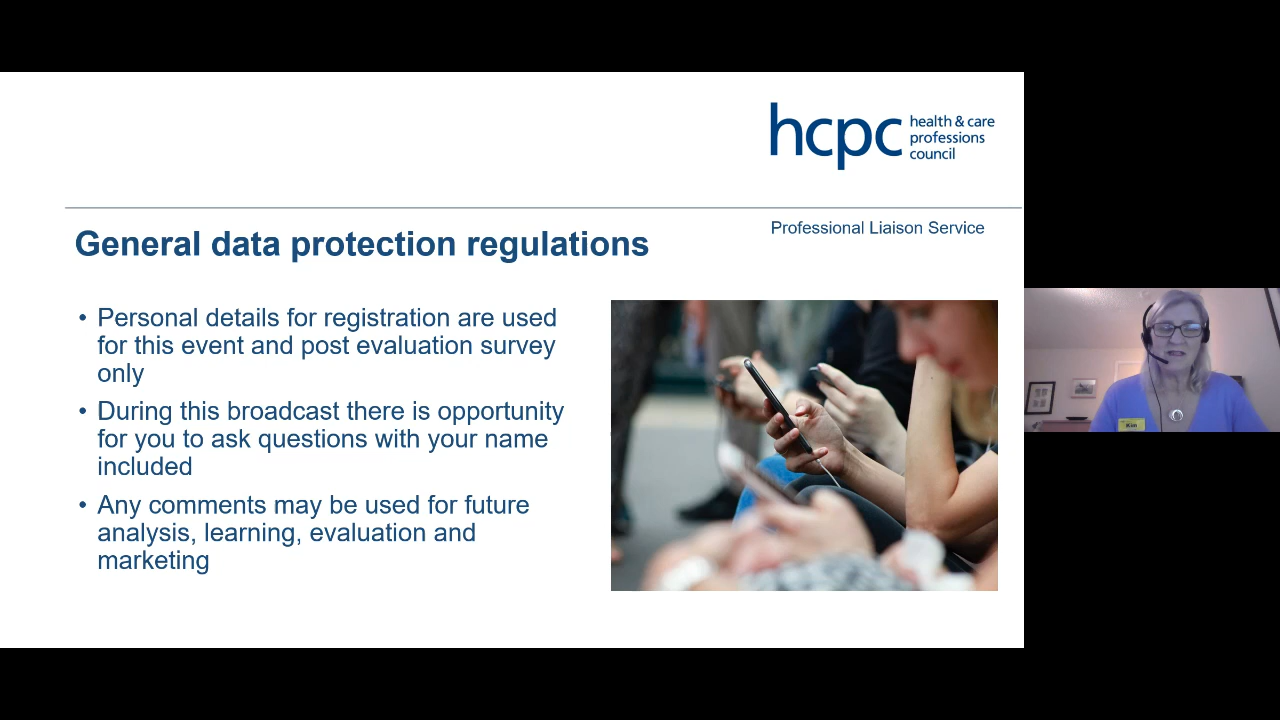 hcpc
health & care
professions
council
Professional Liaison Service
General data protection regulations
• Personal details for registration are used
for this event and post evaluation survey
only
• During this broadcast there is opportunity
for you to ask questions with your name
included
• Any comments may be used for future
analysis, learning, evaluation and
marketing
Kim